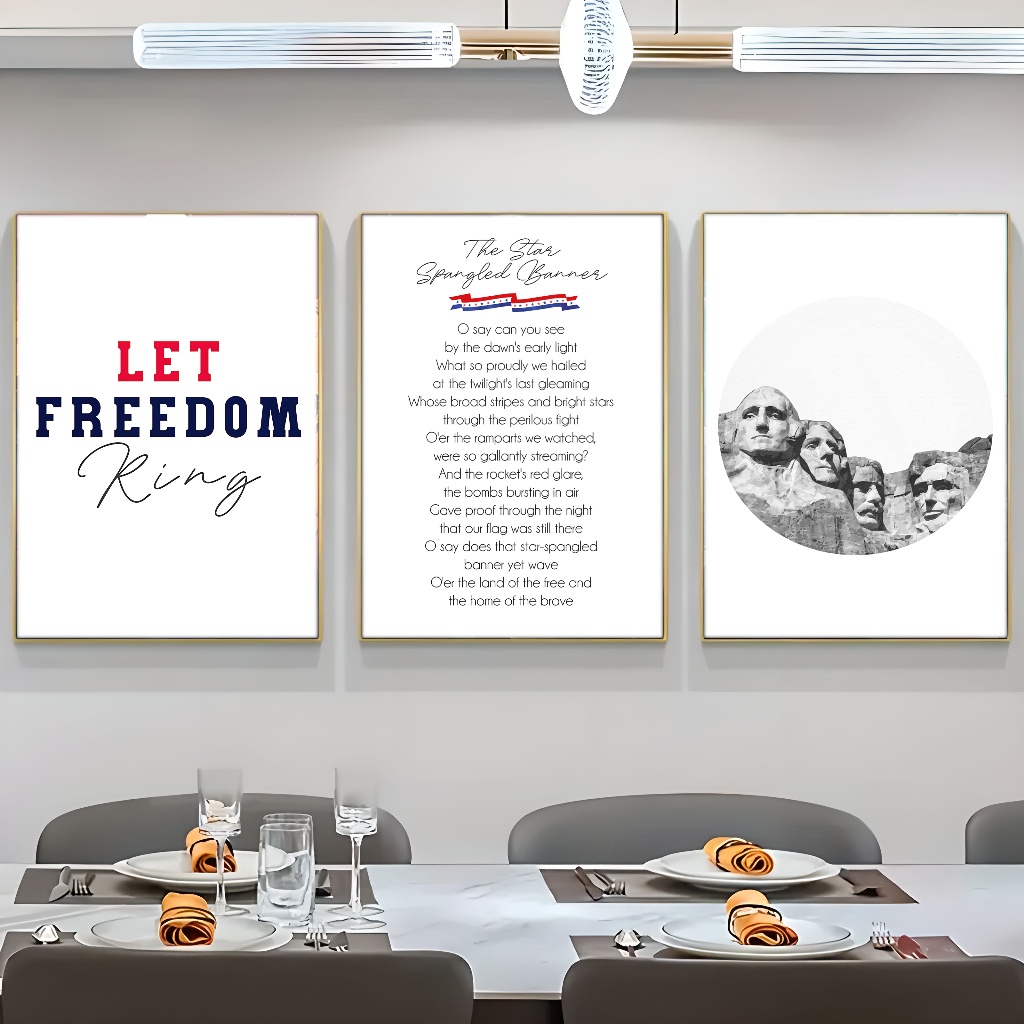 LET
FREEDOM
Ring
The Star
Spangled Banner
O say can you see
by the dawn's early light
What so proudly we hailed
at the twilight's last gleaming
Whose broad stripes and bright stars
through the perilous fight
O'er the ramparts we watched,
were so gallantly streaming?
And the rocket's red glare,
the bombs bursting in air
Gave proof through the night
that our flag was still there
O say does that star-spangled
banner yet wave
O'er the land of the free and
the home of the brave